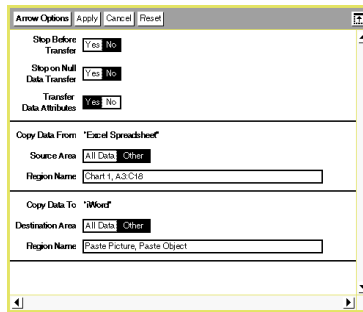 Arrow Options Apply Cancel Reset
Stop Before Transfer Yes No
Stop on Null Data Transfer Yes No
Transfer Data Attributes Yes No
Copy Data From "Excel Spreadsheet"
Source Area All Data Other
Region Name Chart 1, A3:C18
Copy Data To "iWord"
Destination Area All Data Other
Region Name Paste Picture, Paste Object